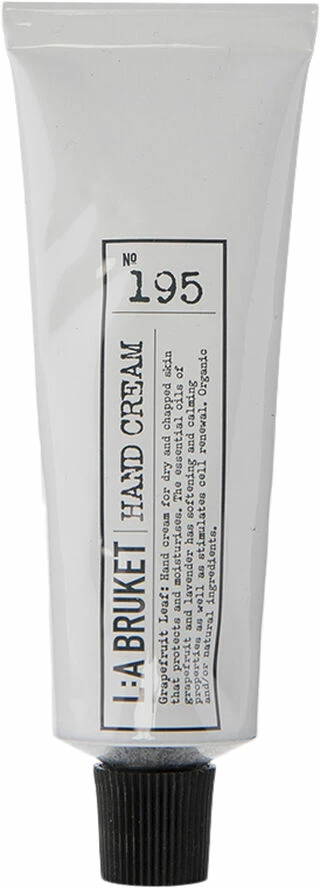 Nº
195
L:A BRUKET
HAND CREAM
Grapefruit Leaf: Hand cream for dry and chapped skin
that protects and moisturises. The essential oils of
grapefruit and lavender has softening and calming
properties as well as stimulates cell renewal. Organic
and/or natural ingredients.